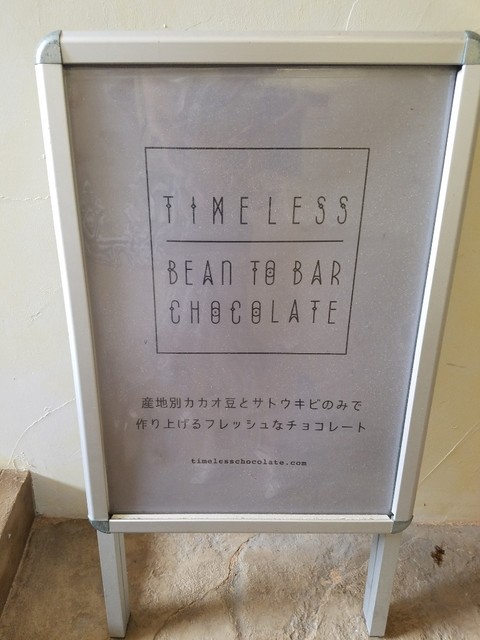 TIMELESS
BEAN TO BAR
CHOCOLATE
産地別カカオ豆とサトウキビのみで
作り上げるフレッシュなチョコレート
timelesschocolate.com